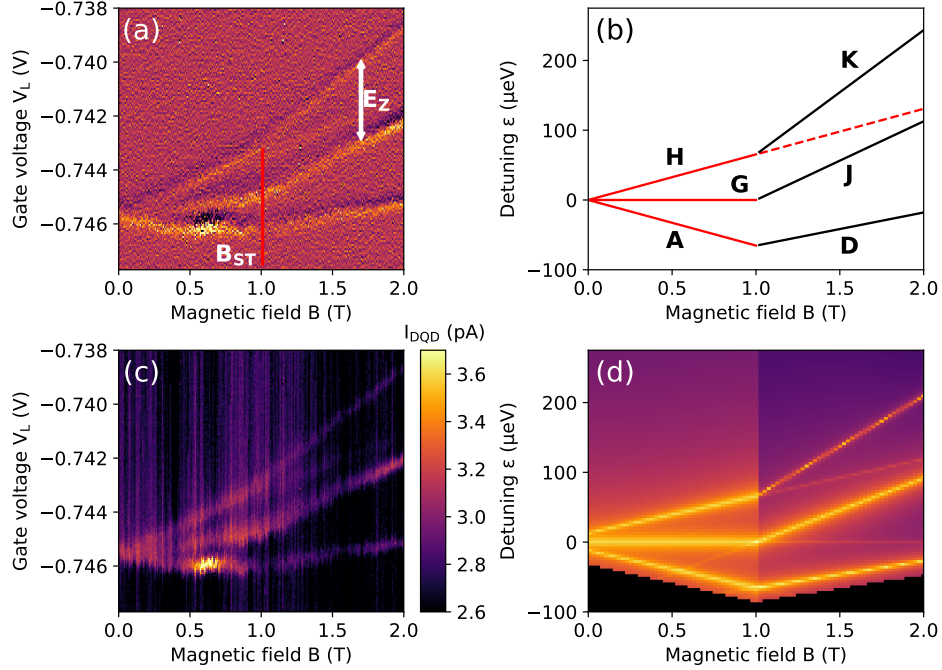 (a)
Gate voltage V_L (V)
−0.738
−0.740
−0.742
−0.744
−0.746
E_Z
B_ST
0.0 0.5 1.0 1.5 2.0
Magnetic field B (T)
(b)
Detuning ε (μeV)
200
100
0
−100
K
H
G
J
A
D
0.0 0.5 1.0 1.5 2.0
Magnetic field B (T)
(c)
Gate voltage V_L (V)
−0.738
−0.740
−0.742
−0.744
−0.746
0.0 0.5 1.0 1.5 2.0
Magnetic field B (T)
I_DQD (pA)
3.6
3.4
3.2
3.0
2.8
2.6
(d)
Detuning ε (μeV)
200
100
0
−100
0.0 0.5 1.0 1.5 2.0
Magnetic field B (T)